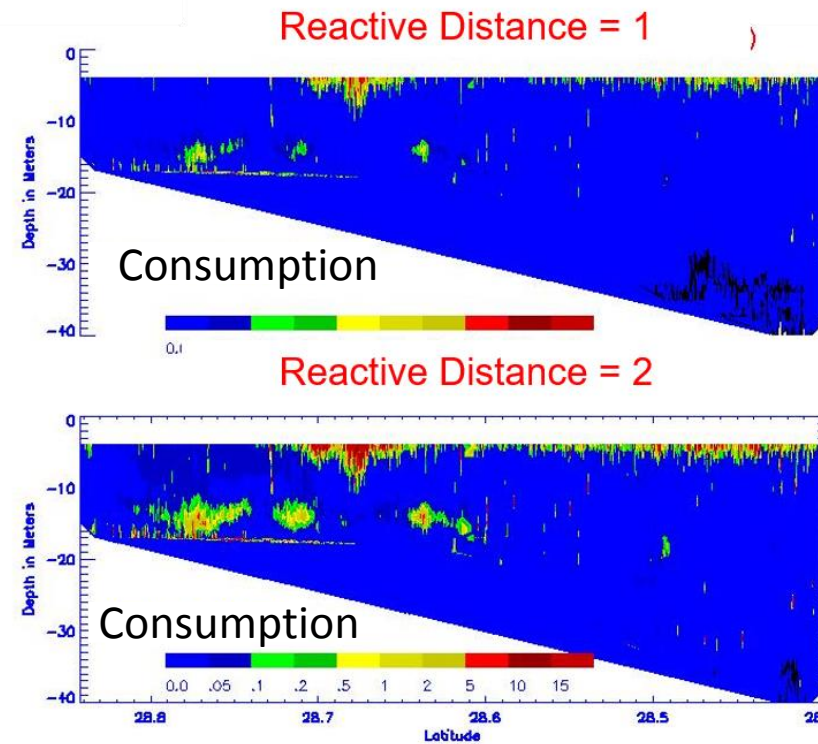 Reactive Distance = 1
)
0
-10
-20
-30
-40
Depth in Meters
Consumption
0.1
Reactive Distance = 2
0
-10
-20
-30
-40
Depth in Meters
Consumption
0.0 .05 .1 .2 .5 1 2 5 10 15
28.8 28.7 28.6 28.5 28
Latitude